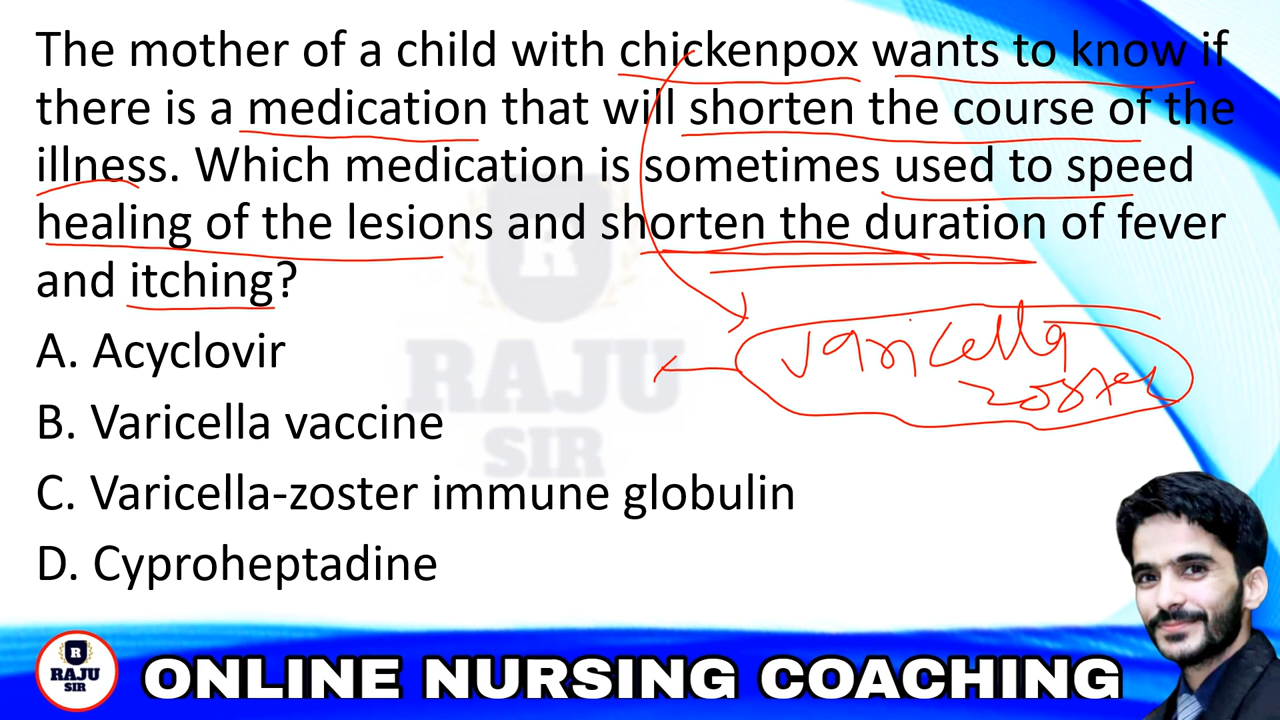 The mother of a child with chickenpox wants to know if
there is a medication that will shorten the course of the
illness. Which medication is sometimes used to speed
healing of the lesions and shorten the duration of fever
and itching?
varicella
zoster
A. Acyclovir
B. Varicella vaccine
C. Varicella-zoster immune globulin
D. Cyproheptadine
R
RAJU
SIR
R
RAJU
SIR
ONLINE NURSING COACHING